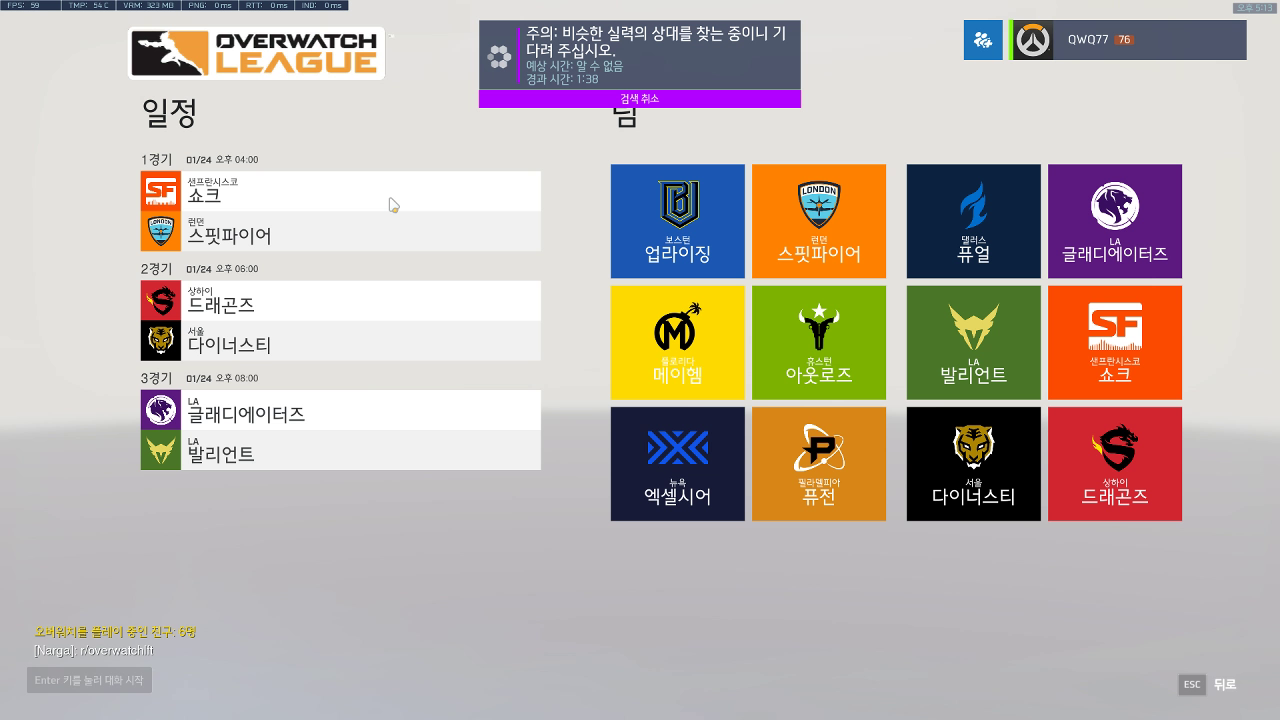 FPS: 59 TMP: 54 C VRM: 323 MB PNG: 0 ms RTT: 0 ms IND: 0 ms
오후 5:13
OVERWATCH
LEAGUE
주의: 비슷한 실력의 상대를 찾는 중이니 기
다려 주십시오.
예상 시간: 알 수 없음
경과 시간: 1:38
검색 취소
QWQ77 76
일정
팀
1경기 01/24 오후 04:00
SF
샌프란시스코
쇼크
LONDON
런던
스핏파이어
2경기 01/24 오후 06:00
상하이
드래곤즈
서울
다이너스티
3경기 01/24 오후 08:00
LA
글래디에이터즈
LA
발리언트
보스턴
업라이징
LONDON
런던
스핏파이어
댈러스
퓨얼
LA
글래디에이터즈
플로리다
메이헴
휴스턴
아웃로즈
LA
발리언트
SF
샌프란시스코
쇼크
뉴욕
엑셀시어
필라델피아
퓨전
서울
다이너스티
상하이
드래곤즈
오버워치를 플레이 중인 친구: 6명
[Narga]: r/overwatchlft
Enter 키를 눌러 대화 시작
ESC 뒤로